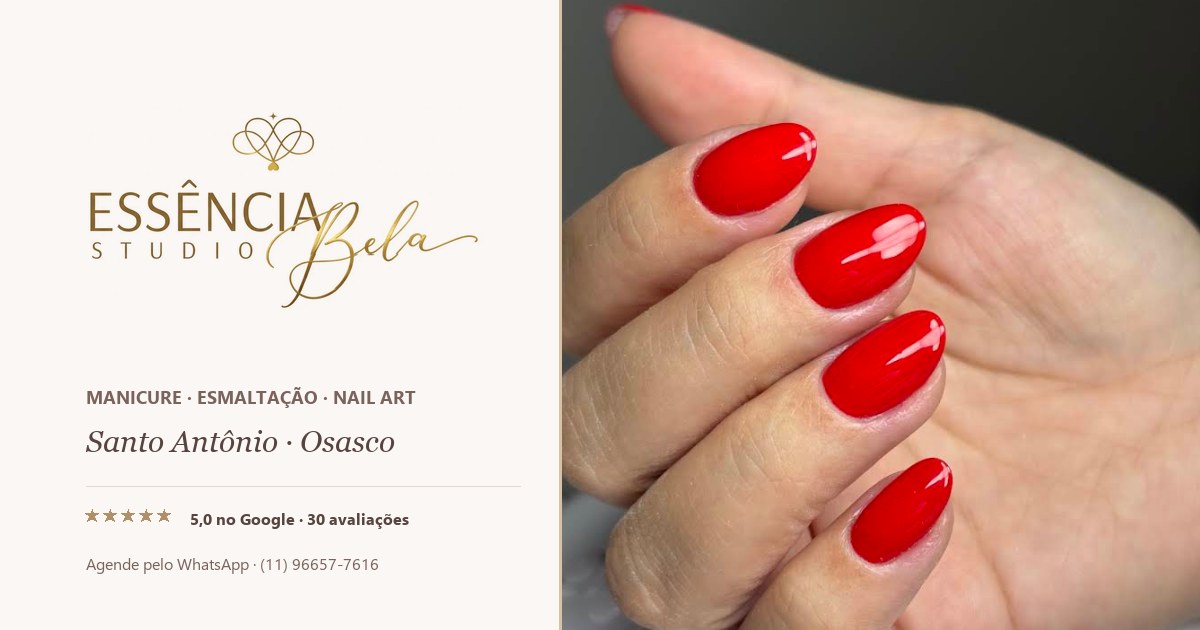 ESSÊNCIA
STUDIO Bela
MANICURE · ESMALTAÇÃO · NAIL ART
Santo Antônio · Osasco
★★★★★ 5,0 no Google · 30 avaliações
Agende pelo WhatsApp · (11) 96657-7616